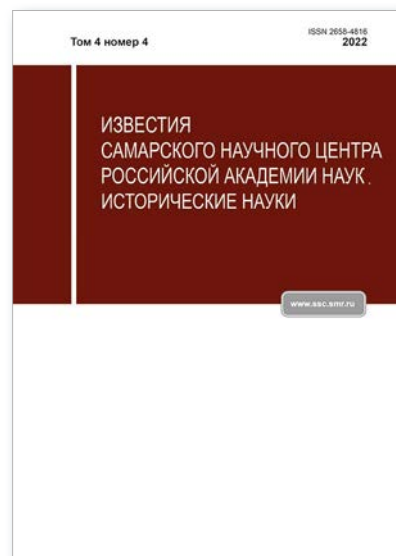 ISSN 2658-4816
Том 4 номер 4 2022
ИЗВЕСТИЯ
САМАРСКОГО НАУЧНОГО ЦЕНТРА
РОССИЙСКОЙ АКАДЕМИИ НАУК.
ИСТОРИЧЕСКИЕ НАУКИ
www.ssc.smr.ru